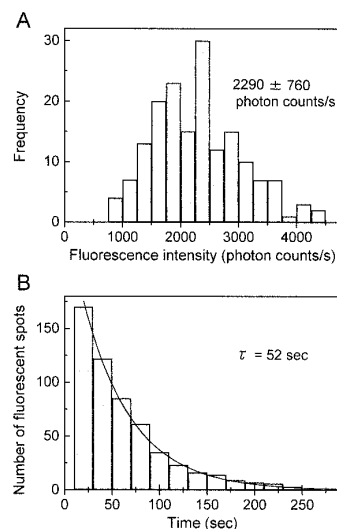 A
30
20
10
0
Frequency
2290 ± 760
photon counts/s
0 1000 2000 3000 4000
Fluorescence intensity (photon counts/s)
B
150
100
50
0
Number of fluorescent spots
τ = 52 sec
0 50 100 150 200 250
Time (sec)